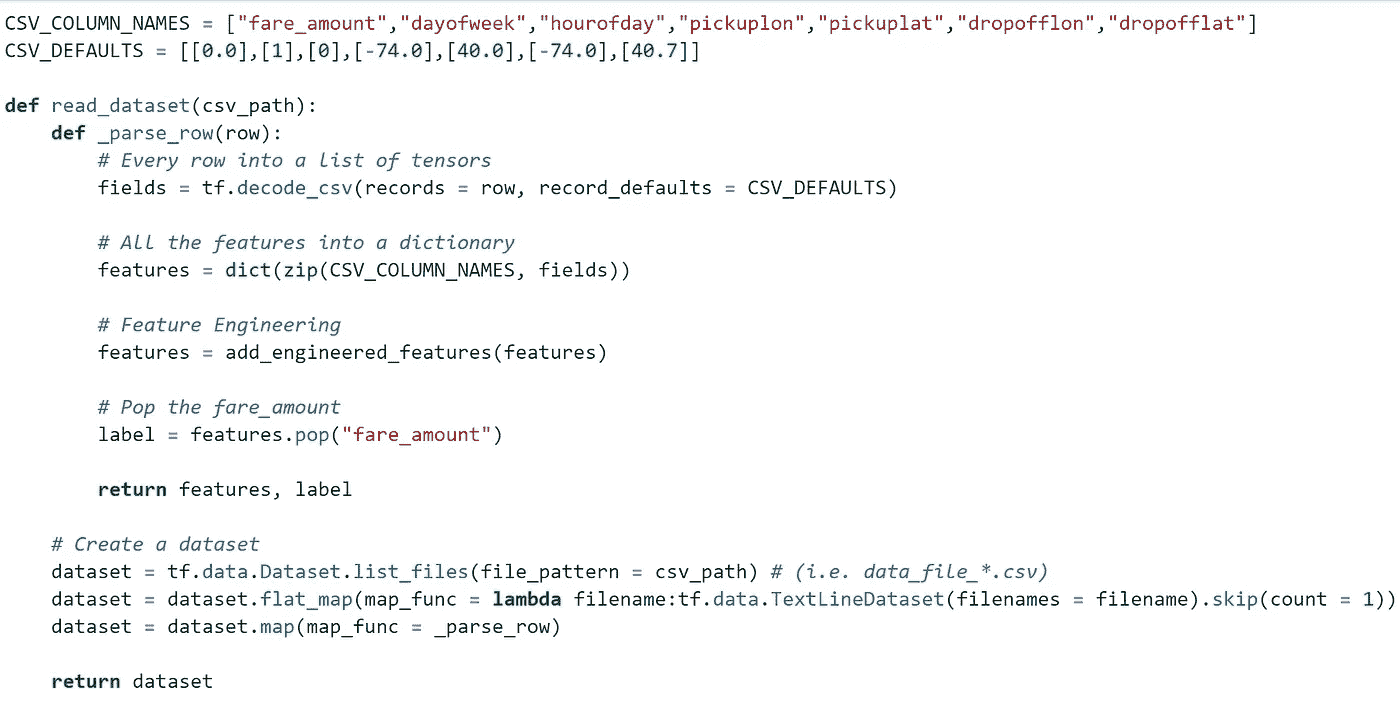 CSV_COLUMN_NAMES = ["fare_amount","dayofweek","hourofday","pickuplon","pickuplat","dropofflon","dropofflat"]
CSV_DEFAULTS = [[0.0],[1],[0],[-74.0],[40.0],[-74.0],[40.7]]
def read_dataset(csv_path):
    def _parse_row(row):
        # Every row into a list of tensors
        fields = tf.decode_csv(records = row, record_defaults = CSV_DEFAULTS)
        # All the features into a dictionary
        features = dict(zip(CSV_COLUMN_NAMES, fields))
        # Feature Engineering
        features = add_engineered_features(features)
        # Pop the fare_amount
        label = features.pop("fare_amount")
        return features, label
    # Create a dataset
    dataset = tf.data.Dataset.list_files(file_pattern = csv_path) # (i.e. data_file_*.csv)
    dataset = dataset.flat_map(map_func = lambda filename:tf.data.TextLineDataset(filenames = filename).skip(count = 1))
    dataset = dataset.map(map_func = _parse_row)
    return dataset